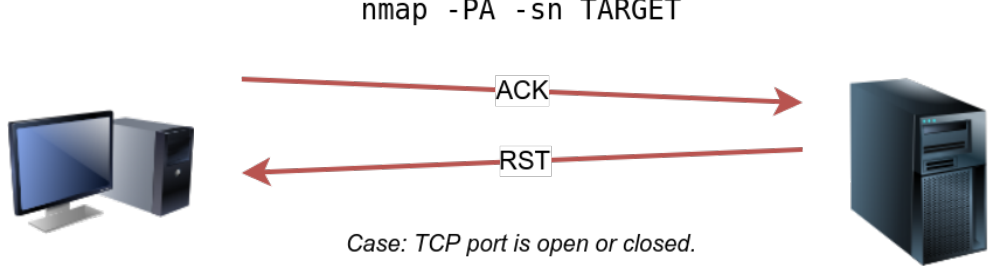 nmap -PA -sn TARGET
ACK
RST
Case: TCP port is open or closed.